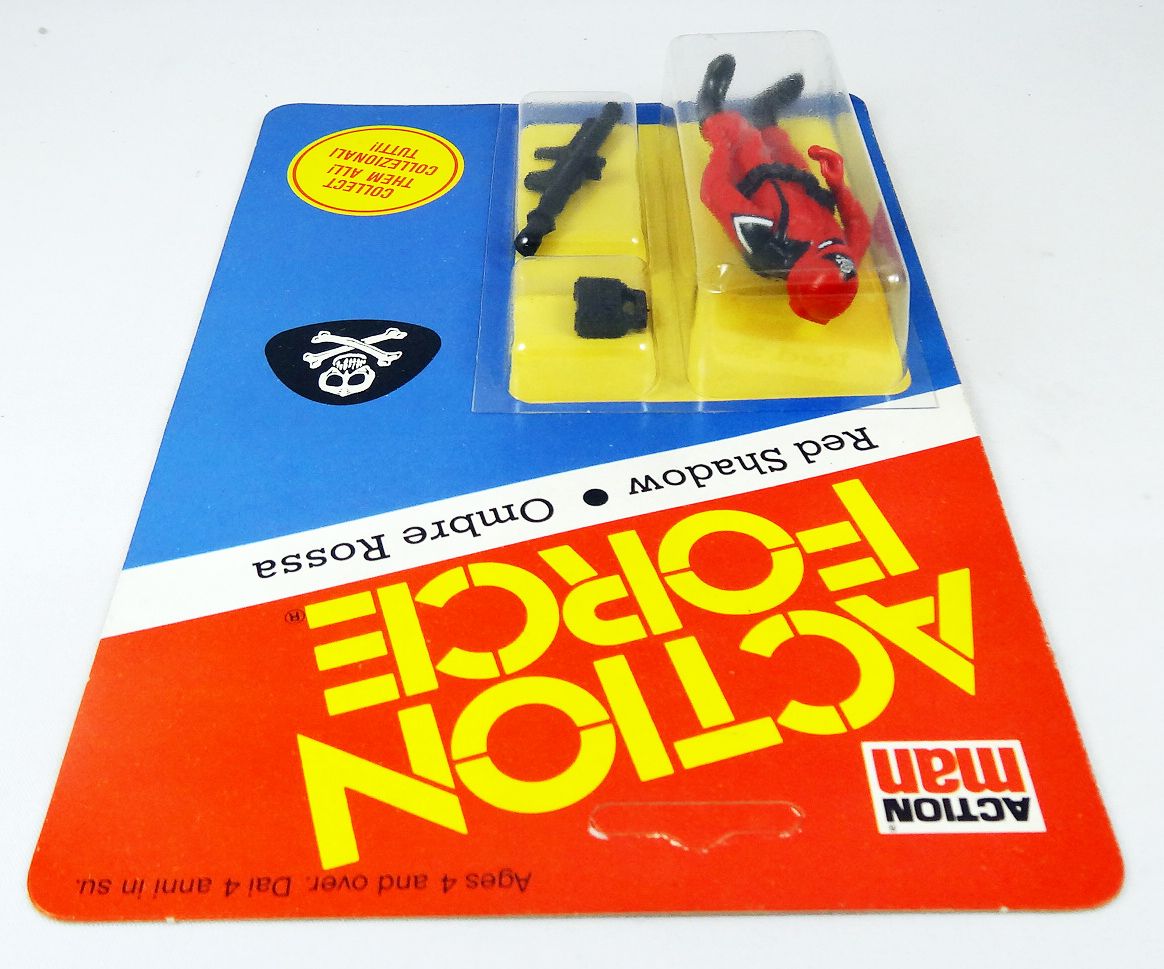 Ages 4 and over. Dai 4 anni in su.
ACTION®
man
ACTION
FORCE®
Red Shadow • Ombre Rossa
COLLECT
THEM ALL!
COLLEZIONALI
TUTTI!